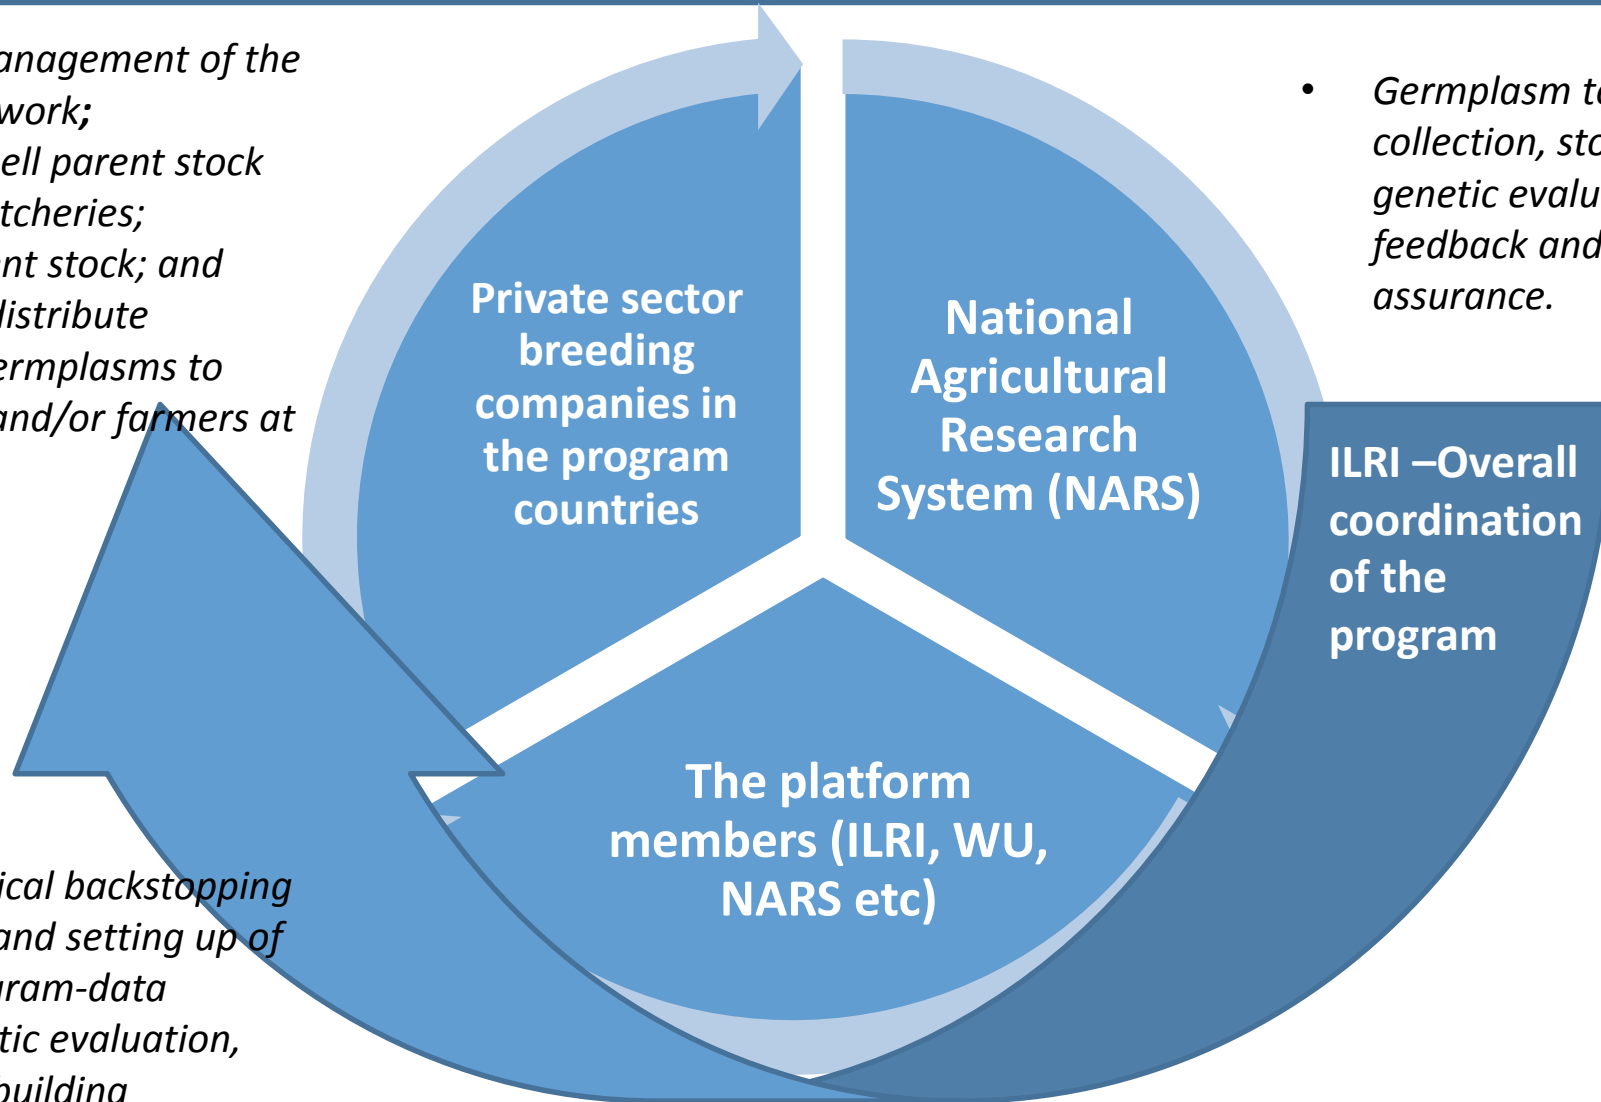 anagement of the
work;
ell parent stock
tcheries;
ent stock; and
distribute
ermplasms to
and/or farmers at
Private sector
breeding
companies in
the program
countries
National
Agricultural
Research
System (NARS)
• Germplasm t
collection, sto
genetic evalu
feedback and
assurance.
ILRI –Overall
coordination
of the
program
The platform
members (ILRI, WU,
NARS etc)
ical backstopping
and setting up of
ram-data
tic evaluation,
building